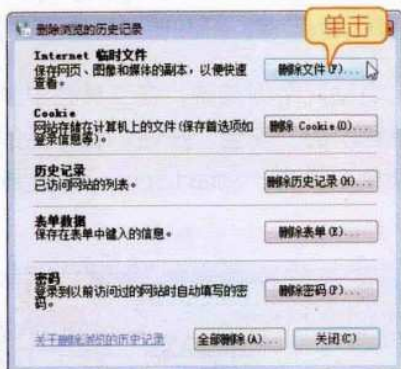 删除浏览的历史记录
单击
Internet 临时文件
保存网页、图像和媒体的副本，以便快速
查看。
删除文件(F)...
Cookie
网站存储在计算机上的文件(保存首选项如
登录信息等)。
删除 Cookie(O)...
历史记录
已访问网站的列表。
删除历史记录(H)...
表单数据
保存在表单中键入的信息。
删除表单(R)...
密码
登录到以前访问过的网站时自动填写的密
码。
删除密码(P)...
关于删除浏览的历史记录
全部删除(A)...
关闭(C)